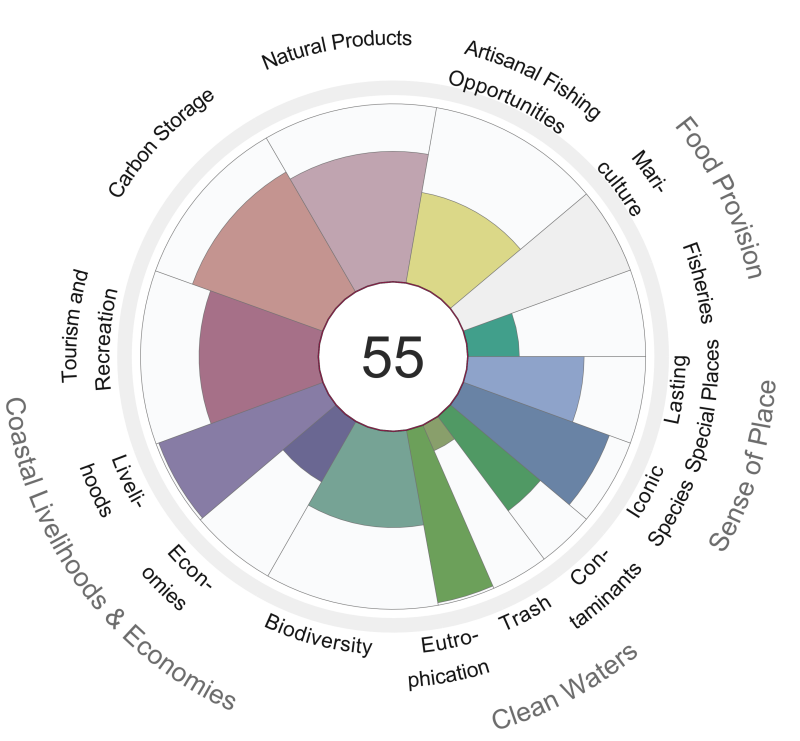 Natural Products
Artisanal Fishing
Opportunities
Mari-
culture
Food Provision
Fisheries
Lasting
Special Places
Sense of Place
Iconic
Species
Con-
taminants
Clean Waters
Trash
Eutro-
phication
Biodiversity
Econ-
omies
Coastal Livelihoods & Economies
Liveli-
hoods
Tourism and
Recreation
Carbon Storage
55